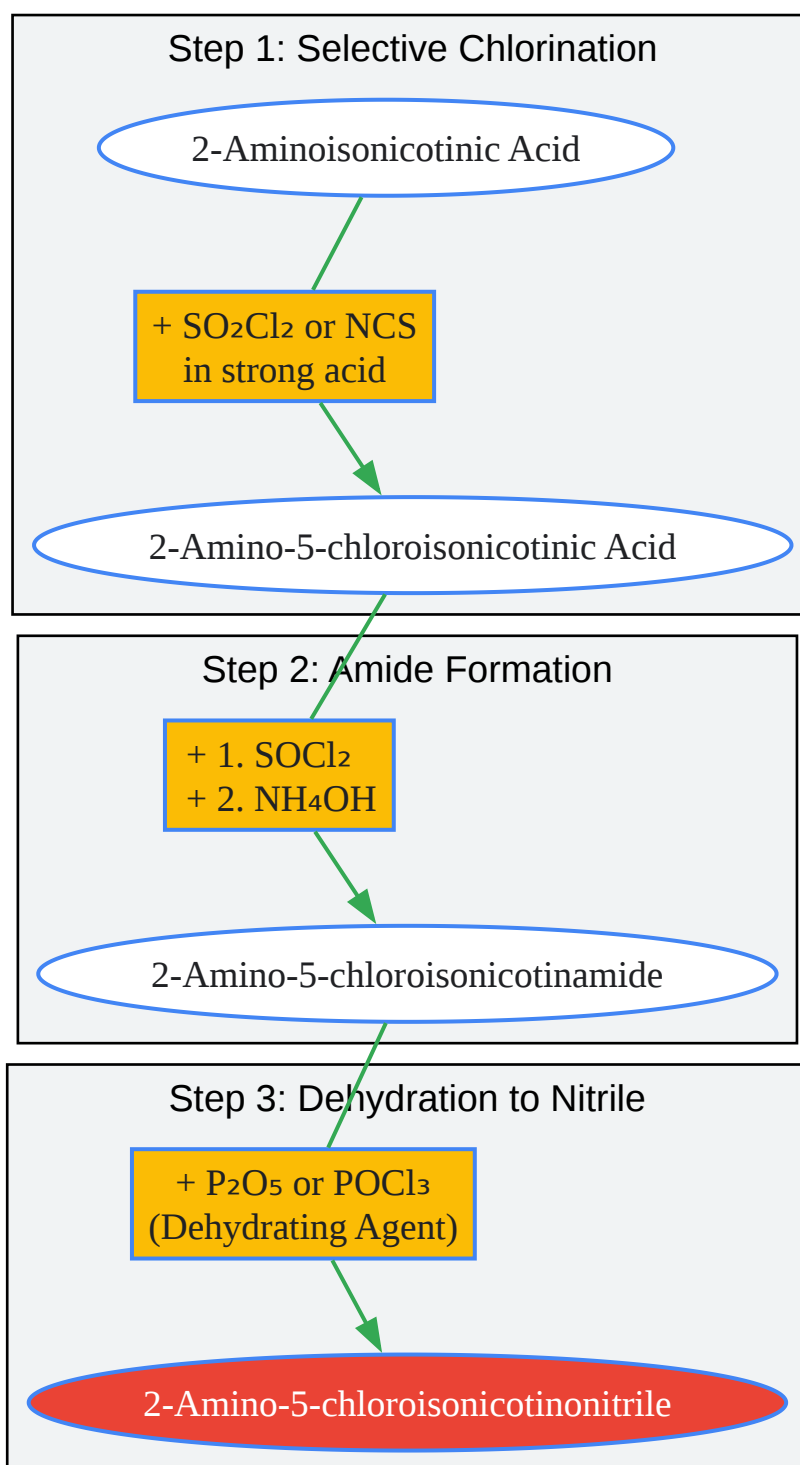 Step 1: Selective Chlorination
2-Aminoisonicotinic Acid
+ SO₂Cl₂ or NCS
in strong acid
2-Amino-5-chloroisonicotinic Acid
Step 2: Amide Formation
+ 1. SOCl₂
+ 2. NH₄OH
2-Amino-5-chloroisonicotinamide
Step 3: Dehydration to Nitrile
+ P₂O₅ or POCl₃
(Dehydrating Agent)
2-Amino-5-chloroisonicotinonitrile